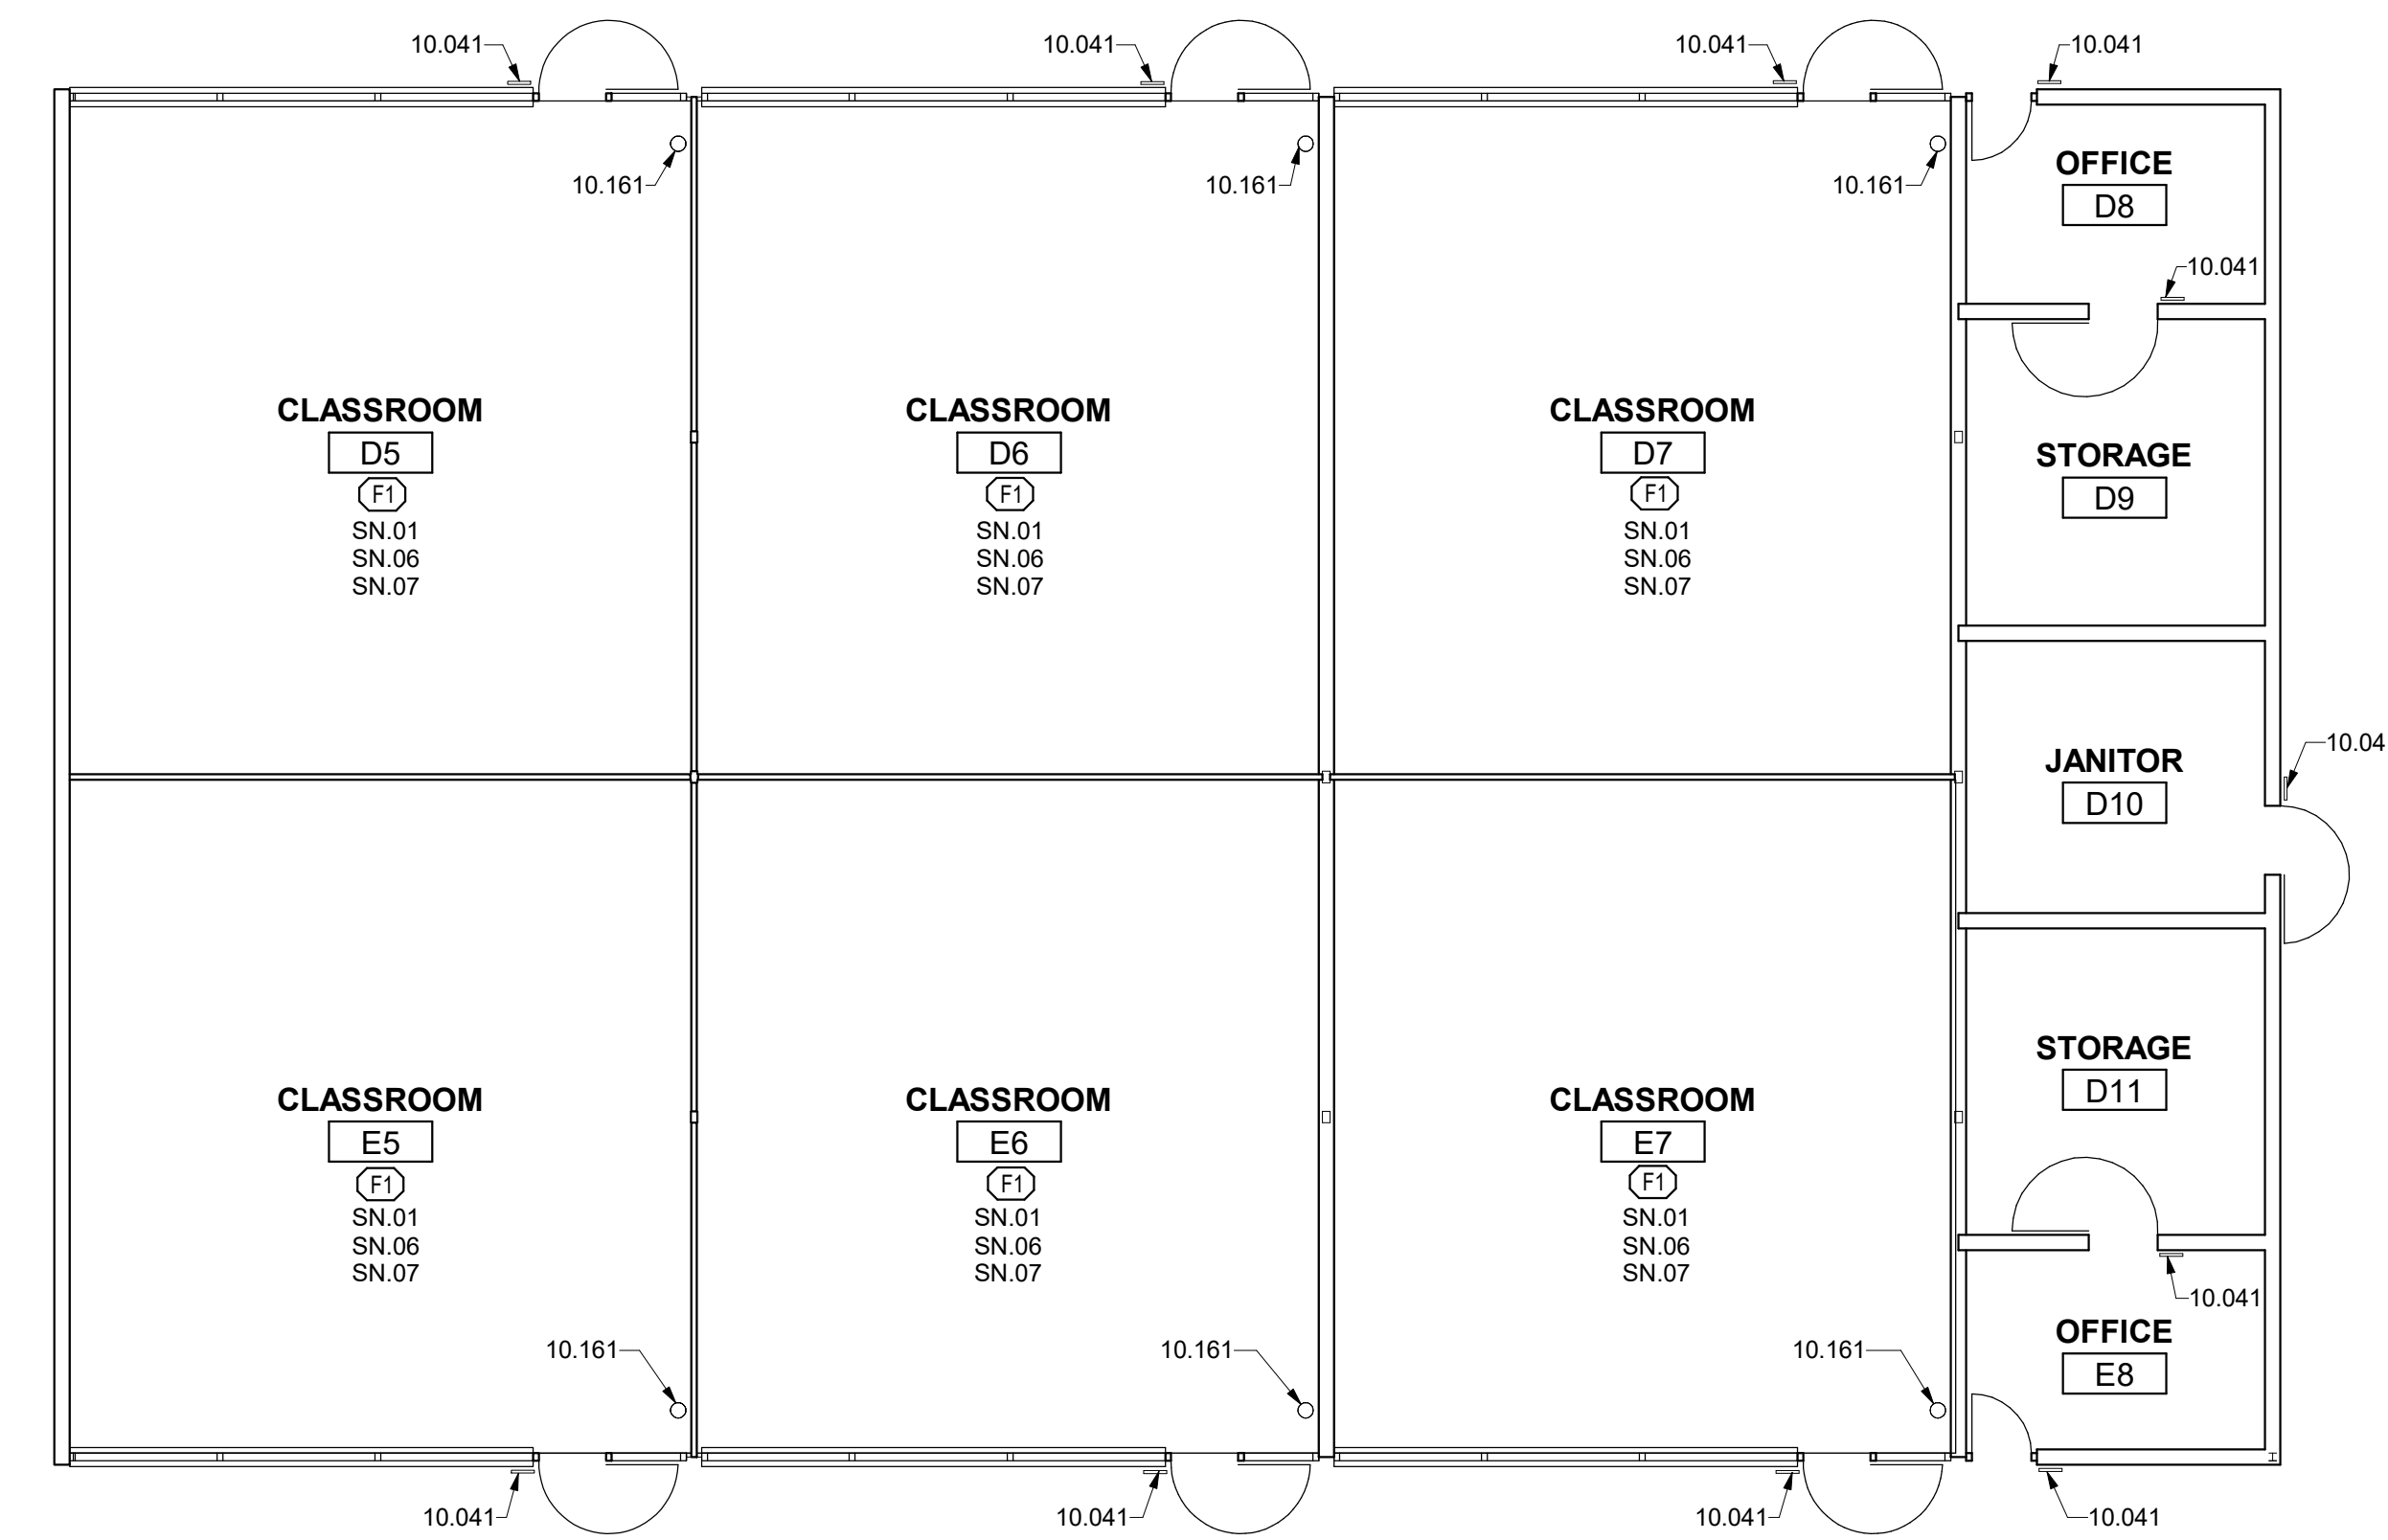 10.041
10.041
10.041
10.041
10.161
10.161
10.161
OFFICE
D8
10.041
CLASSROOM
D5
F1
SN.01
SN.06
SN.07
CLASSROOM
D6
F1
SN.01
SN.06
SN.07
CLASSROOM
D7
F1
SN.01
SN.06
SN.07
STORAGE
D9
10.04
JANITOR
D10
STORAGE
D11
CLASSROOM
E5
F1
SN.01
SN.06
SN.07
CLASSROOM
E6
F1
SN.01
SN.06
SN.07
CLASSROOM
E7
F1
SN.01
SN.06
SN.07
10.041
OFFICE
E8
10.161
10.161
10.161
10.041
10.041
10.041
10.041